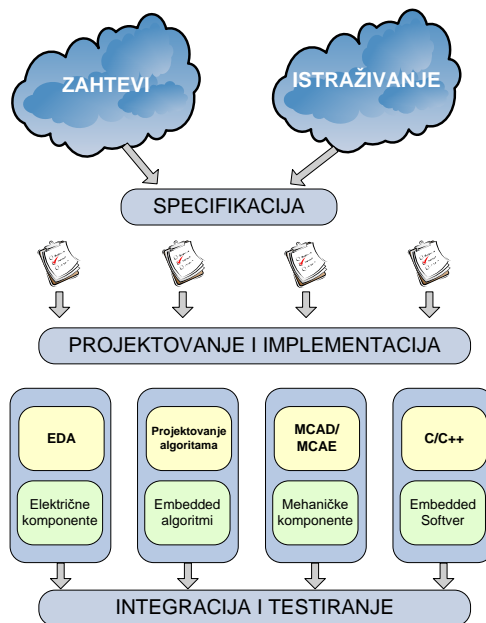 ZAHTEVI
ISTRAŽIVANJE
SPECIFIKACIJA
PROJEKTOVANJE I IMPLEMENTACIJA
EDA
Električne
komponente
Projektovanje
algoritama
Embedded
algoritmi
MCAD/
MCAE
Mehaničke
komponente
C/C++
Embedded
Softver
INTEGRACIJA I TESTIRANJE